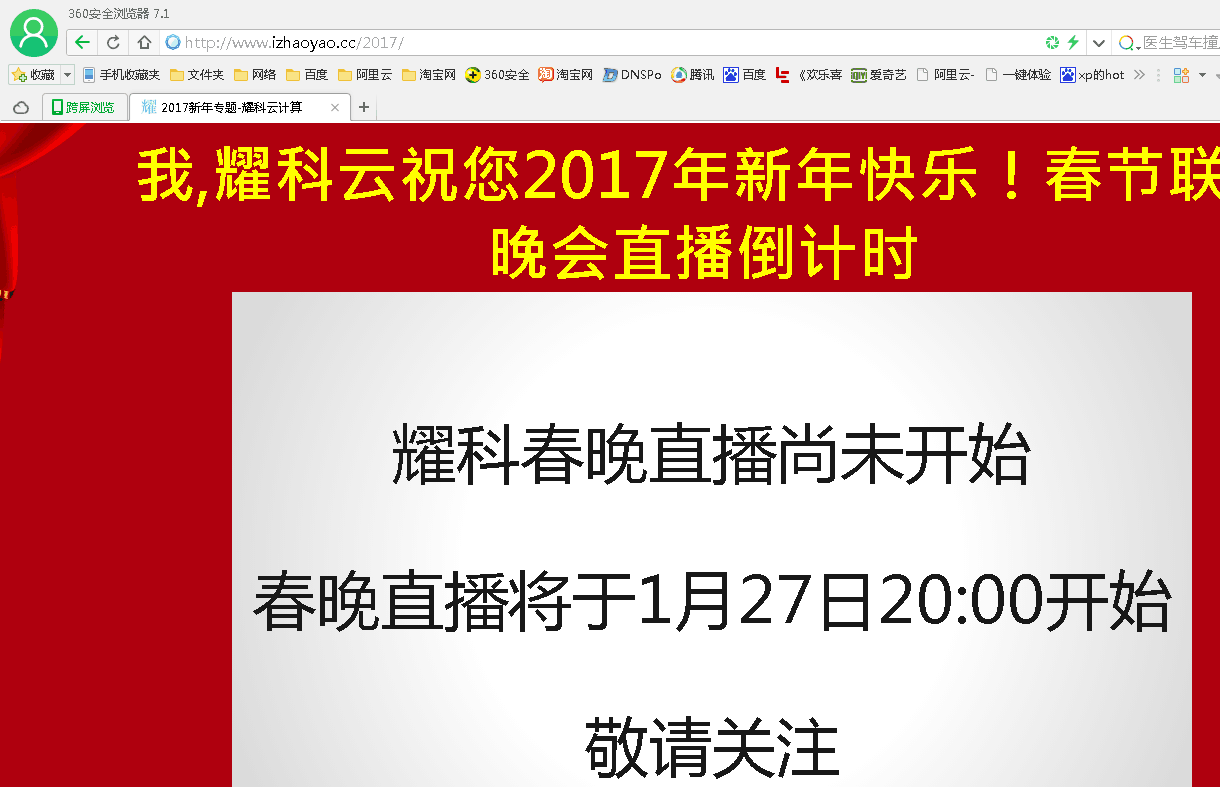 360安全浏览器 7.1
http://www.izhaoyao.cc/2017/
医生驾车撞
收藏 手机收藏夹 文件夹 网络 百度 阿里云 淘宝网 360安全 淘宝网 DNSPo 腾讯 百度 《欢乐喜 爱奇艺 阿里云- 一键体验 xp的hot
跨屏浏览 耀 2017新年专题-耀科云计算
我,耀科云祝您2017年新年快乐！春节联
晚会直播倒计时
耀科春晚直播尚未开始
春晚直播将于1月27日20:00开始
敬请关注